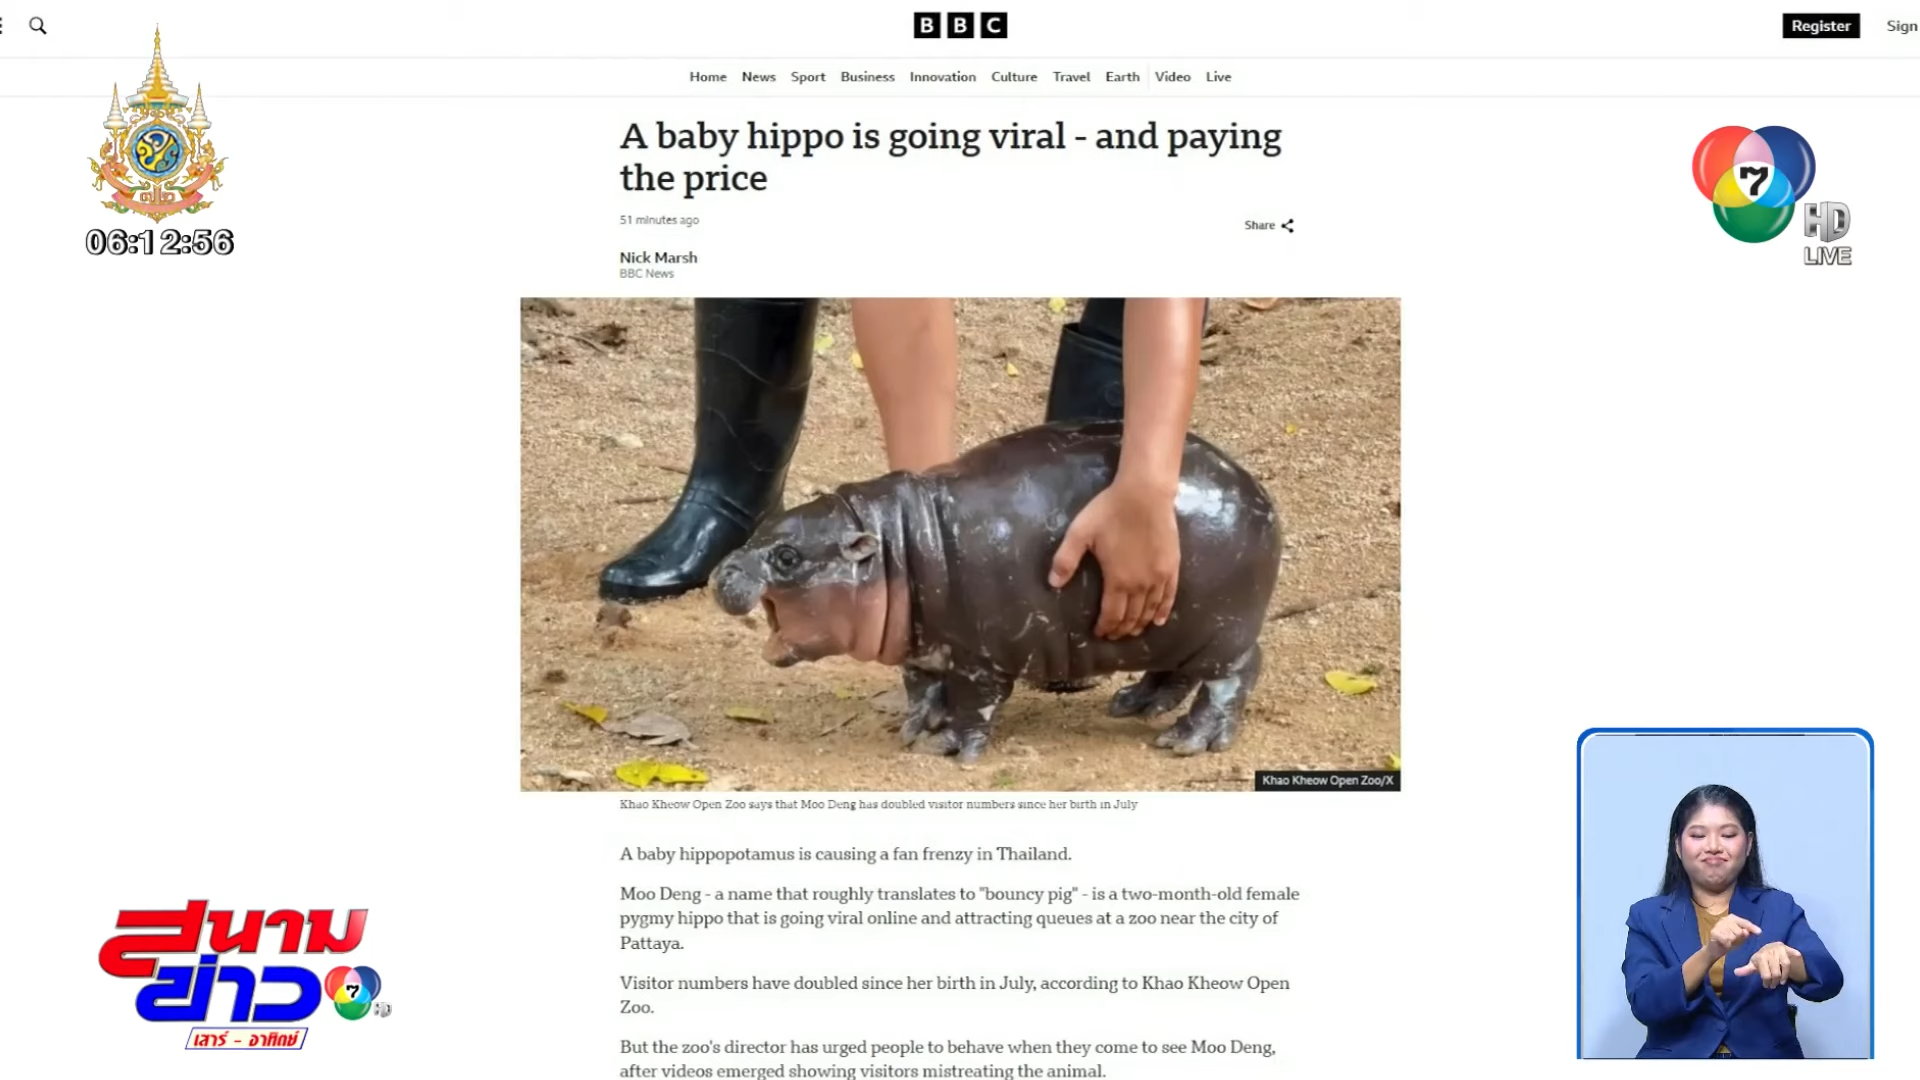 BBC
Register
Sign
Home News Sport Business Innovation Culture Travel Earth Video Live
A baby hippo is going viral - and paying
the price
51 minutes ago
Share
Nick Marsh
BBC News
06:12:56
7
HD
LIVE
Khao Kheow Open Zoo/X
Khao Kheow Open Zoo says that Moo Deng has doubled visitor numbers since her birth in July
A baby hippopotamus is causing a fan frenzy in Thailand.
Moo Deng - a name that roughly translates to "bouncy pig" - is a two-month-old female
pygmy hippo that is going viral online and attracting queues at a zoo near the city of
Pattaya.
Visitor numbers have doubled since her birth in July, according to Khao Kheow Open
Zoo.
But the zoo's director has urged people to behave when they come to see Moo Deng,
after videos emerged showing visitors mistreating the animal.
สนาม
ข่าว 7 HD
เสาร์ - อาทิตย์